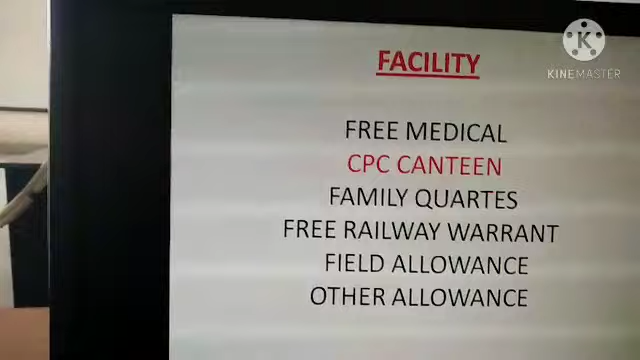 FACILITY
KINEMASTER
FREE MEDICAL
CPC CANTEEN
FAMILY QUARTES
FREE RAILWAY WARRANT
FIELD ALLOWANCE
OTHER ALLOWANCE